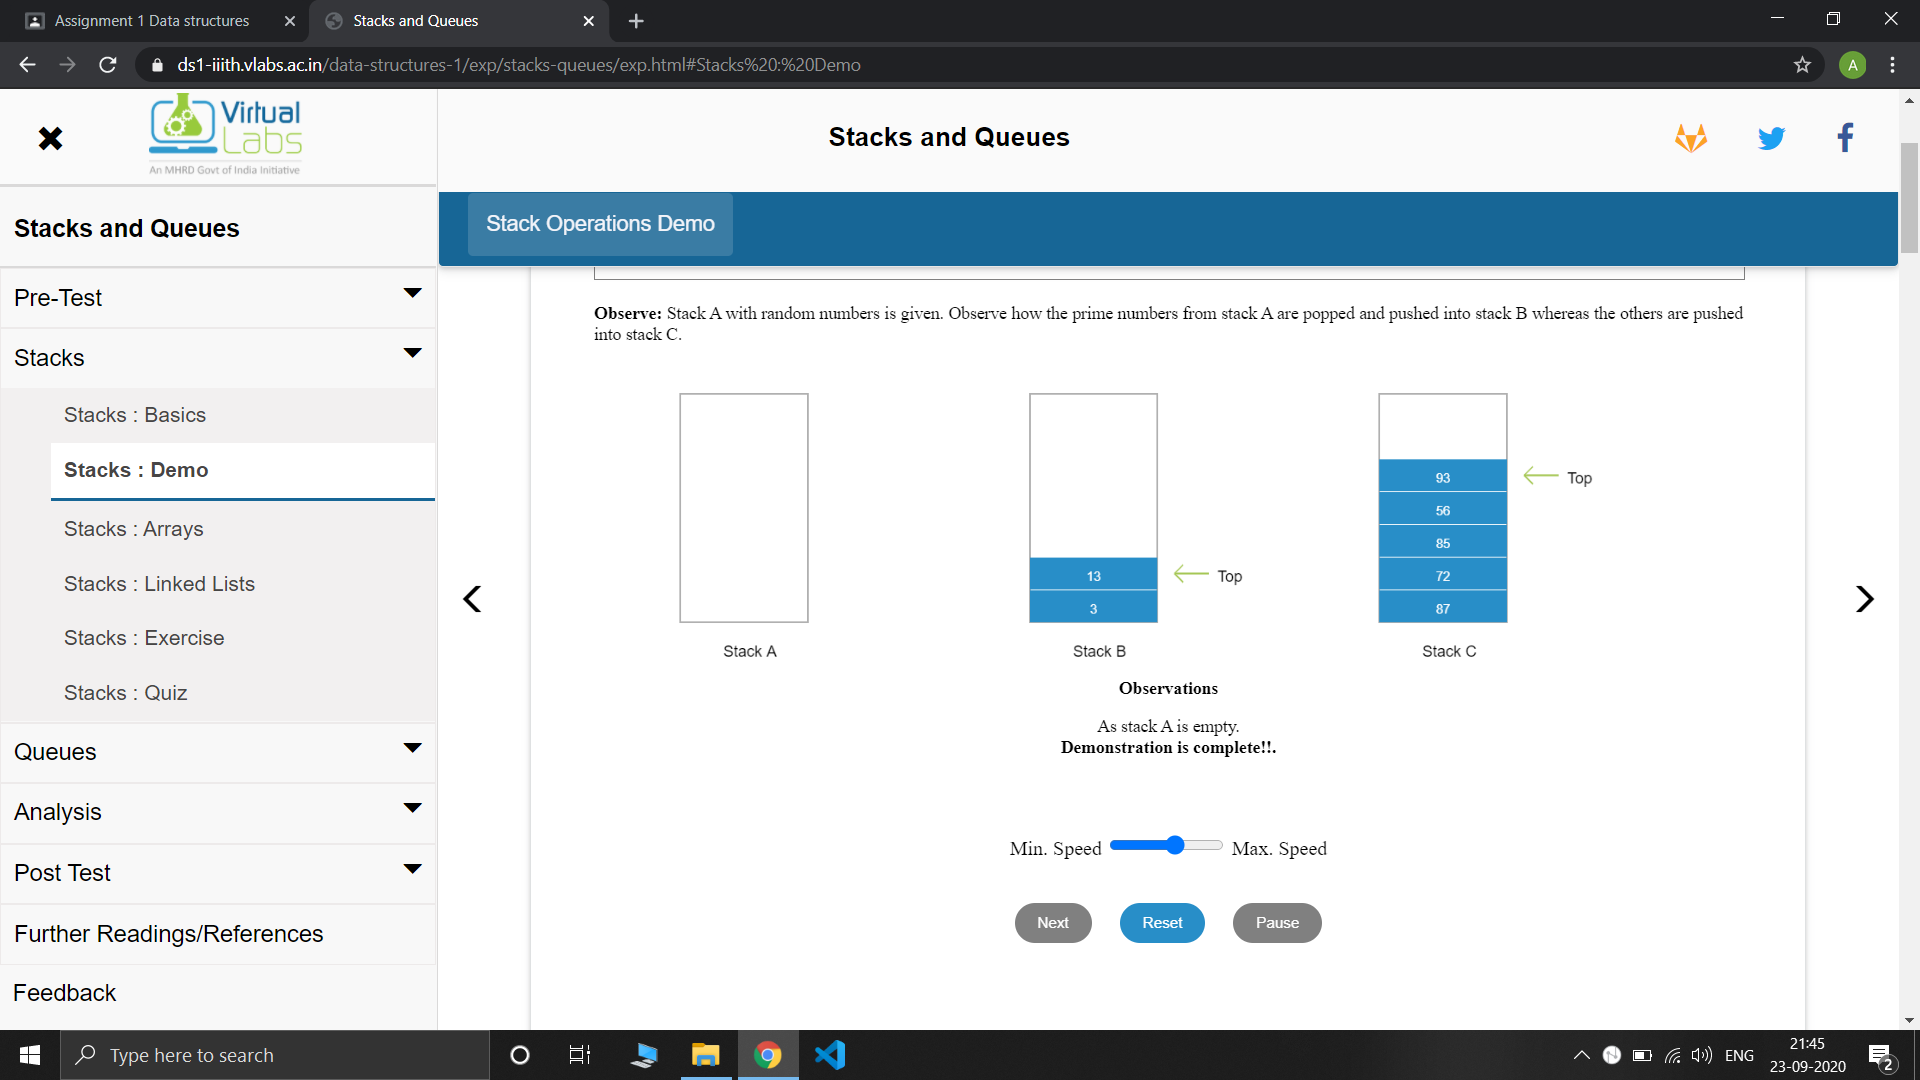 Assignment 1 Data structures
Stacks and Queues
ds1-iiith.vlabs.ac.in/data-structures-1/exp/stacks-queues/exp.html#Stacks%20:%20Demo
A
Virtual
Labs
An MHRD Govt of India Initiative
Stacks and Queues
Stacks and Queues
Stack Operations Demo
Pre-Test
Stacks
Stacks : Basics
Stacks : Demo
Stacks : Arrays
Stacks : Linked Lists
Stacks : Exercise
Stacks : Quiz
Queues
Analysis
Post Test
Further Readings/References
Feedback
Observe: Stack A with random numbers is given. Observe how the prime numbers from stack A are popped and pushed into stack B whereas the others are pushed
into stack C.
93
Top
56
85
13
Top
72
3
87
Stack A
Stack B
Stack C
Observations
As stack A is empty.
Demonstration is complete!!.
Min. Speed
Max. Speed
Next
Reset
Pause
Type here to search
ENG
21:45
23-09-2020
2